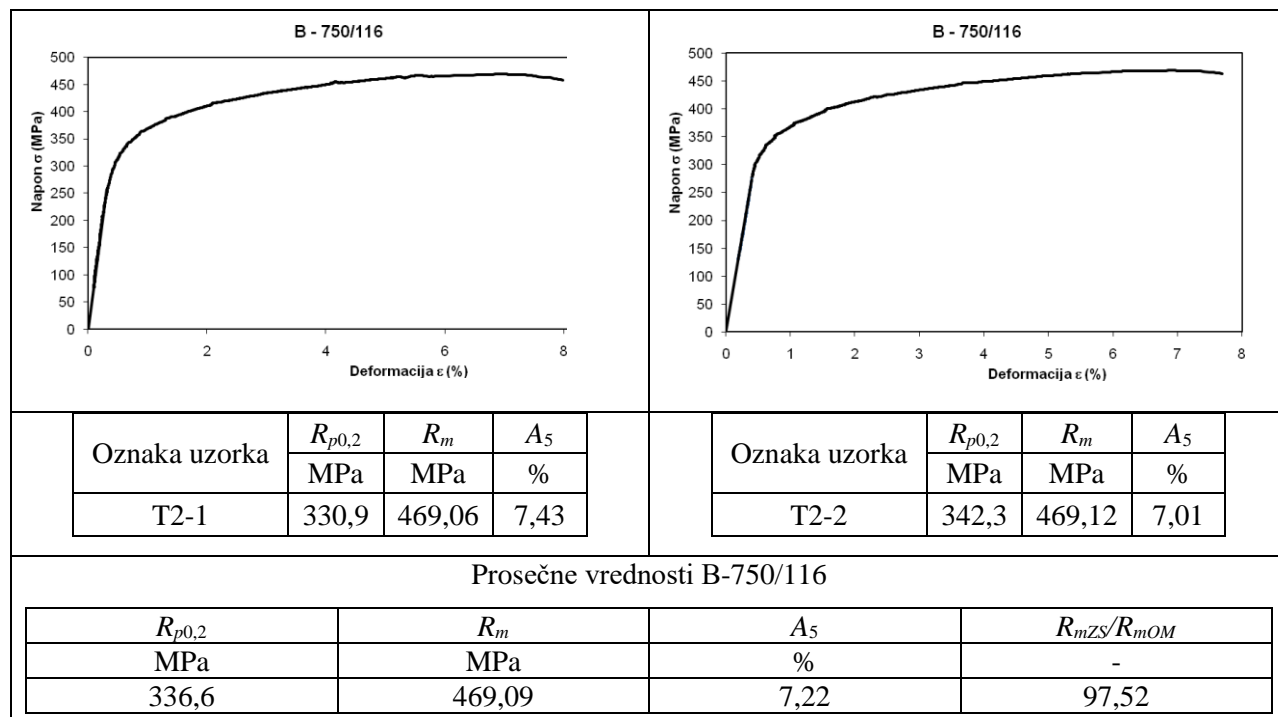 B - 750/116
500
450
400
350
300
250
200
150
100
50
0
Napon σ (MPa)
0 2 4 6 8
Deformacija ε (%)
B - 750/116
500
450
400
350
300
250
200
150
100
50
0
Napon σ (MPa)
0 1 2 3 4 5 6 7 8
Deformacija ε (%)
Oznaka uzorka Rp0,2 Rm A5
MPa MPa %
T2-1 330,9 469,06 7,43
Oznaka uzorka Rp0,2 Rm A5
MPa MPa %
T2-2 342,3 469,12 7,01
Prosečne vrednosti B-750/116
Rp0,2 Rm A5 RmZS/RmOM
MPa MPa % -
336,6 469,09 7,22 97,52